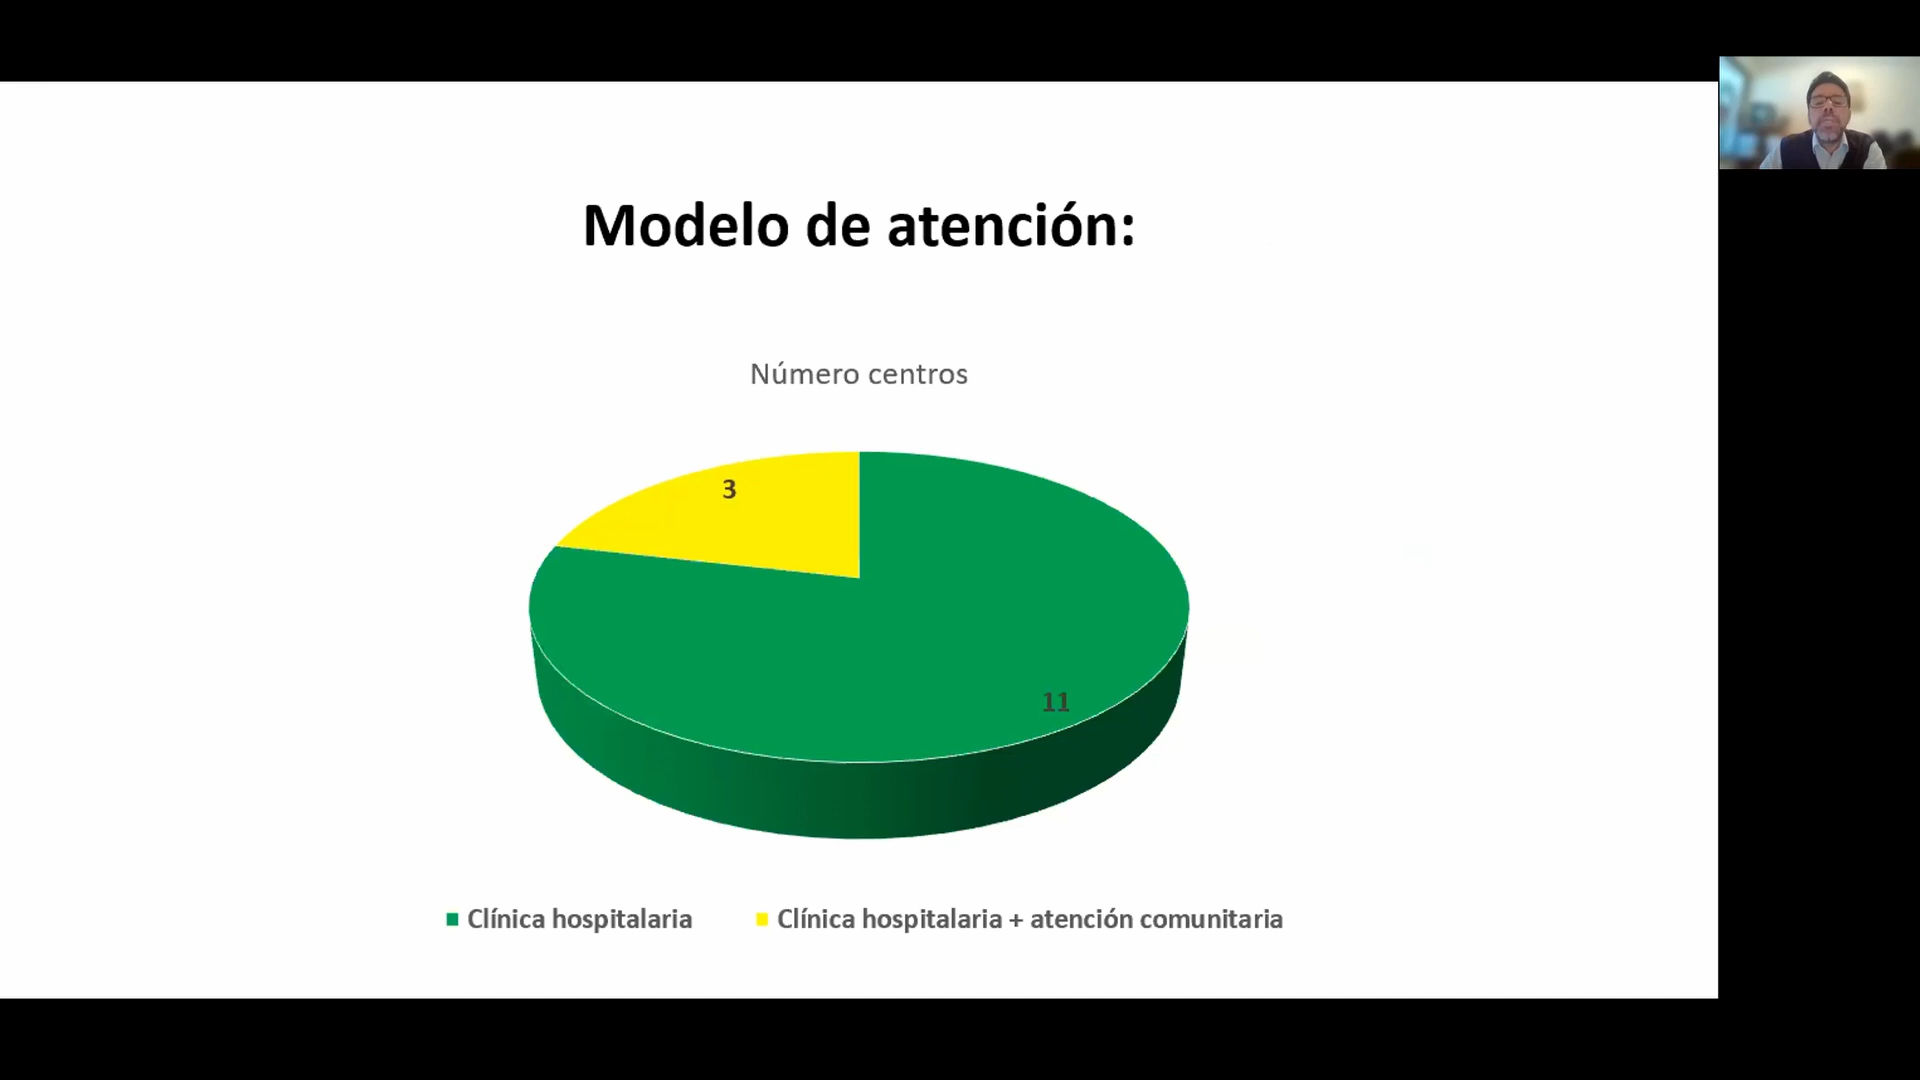 Modelo de atención:
Número centros
3
11
Clínica hospitalaria
Clínica hospitalaria + atención comunitaria